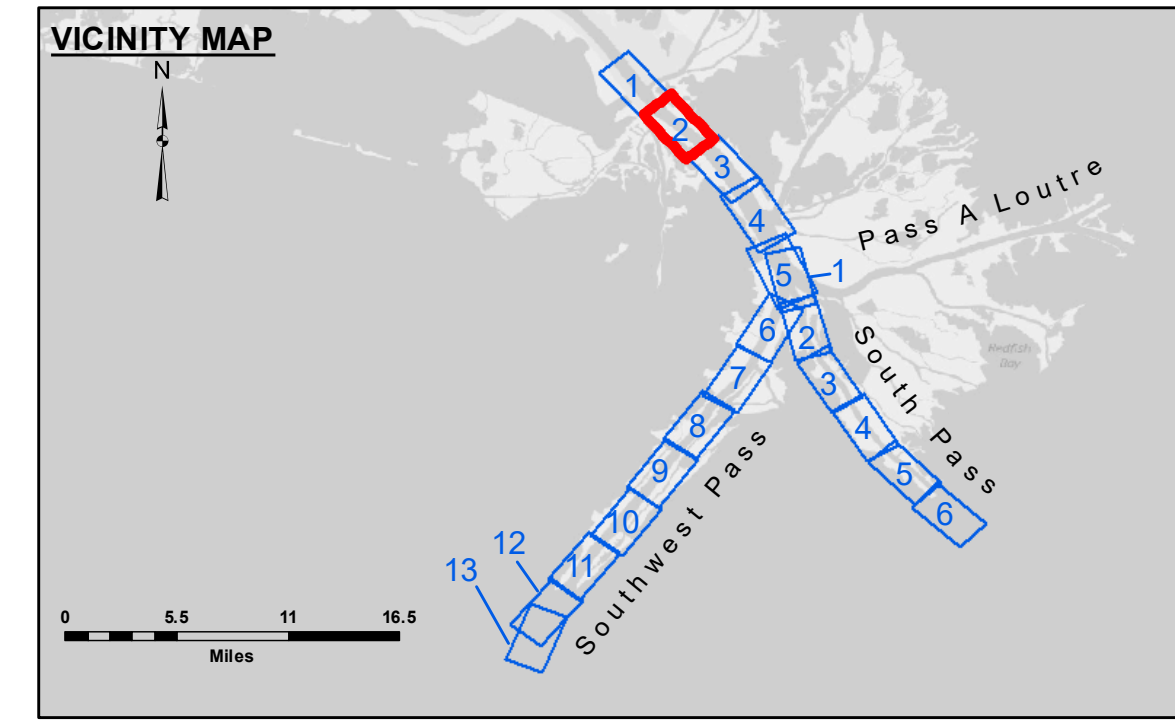 VICINITY MAP
N
1
2
3
4
5
1
Pass A Loutre
6
2
Redfish
Bay
7
3
South Pass
8
4
9
5
10
6
11
12
13
Southwest Pass
0 5.5 11 16.5
Miles